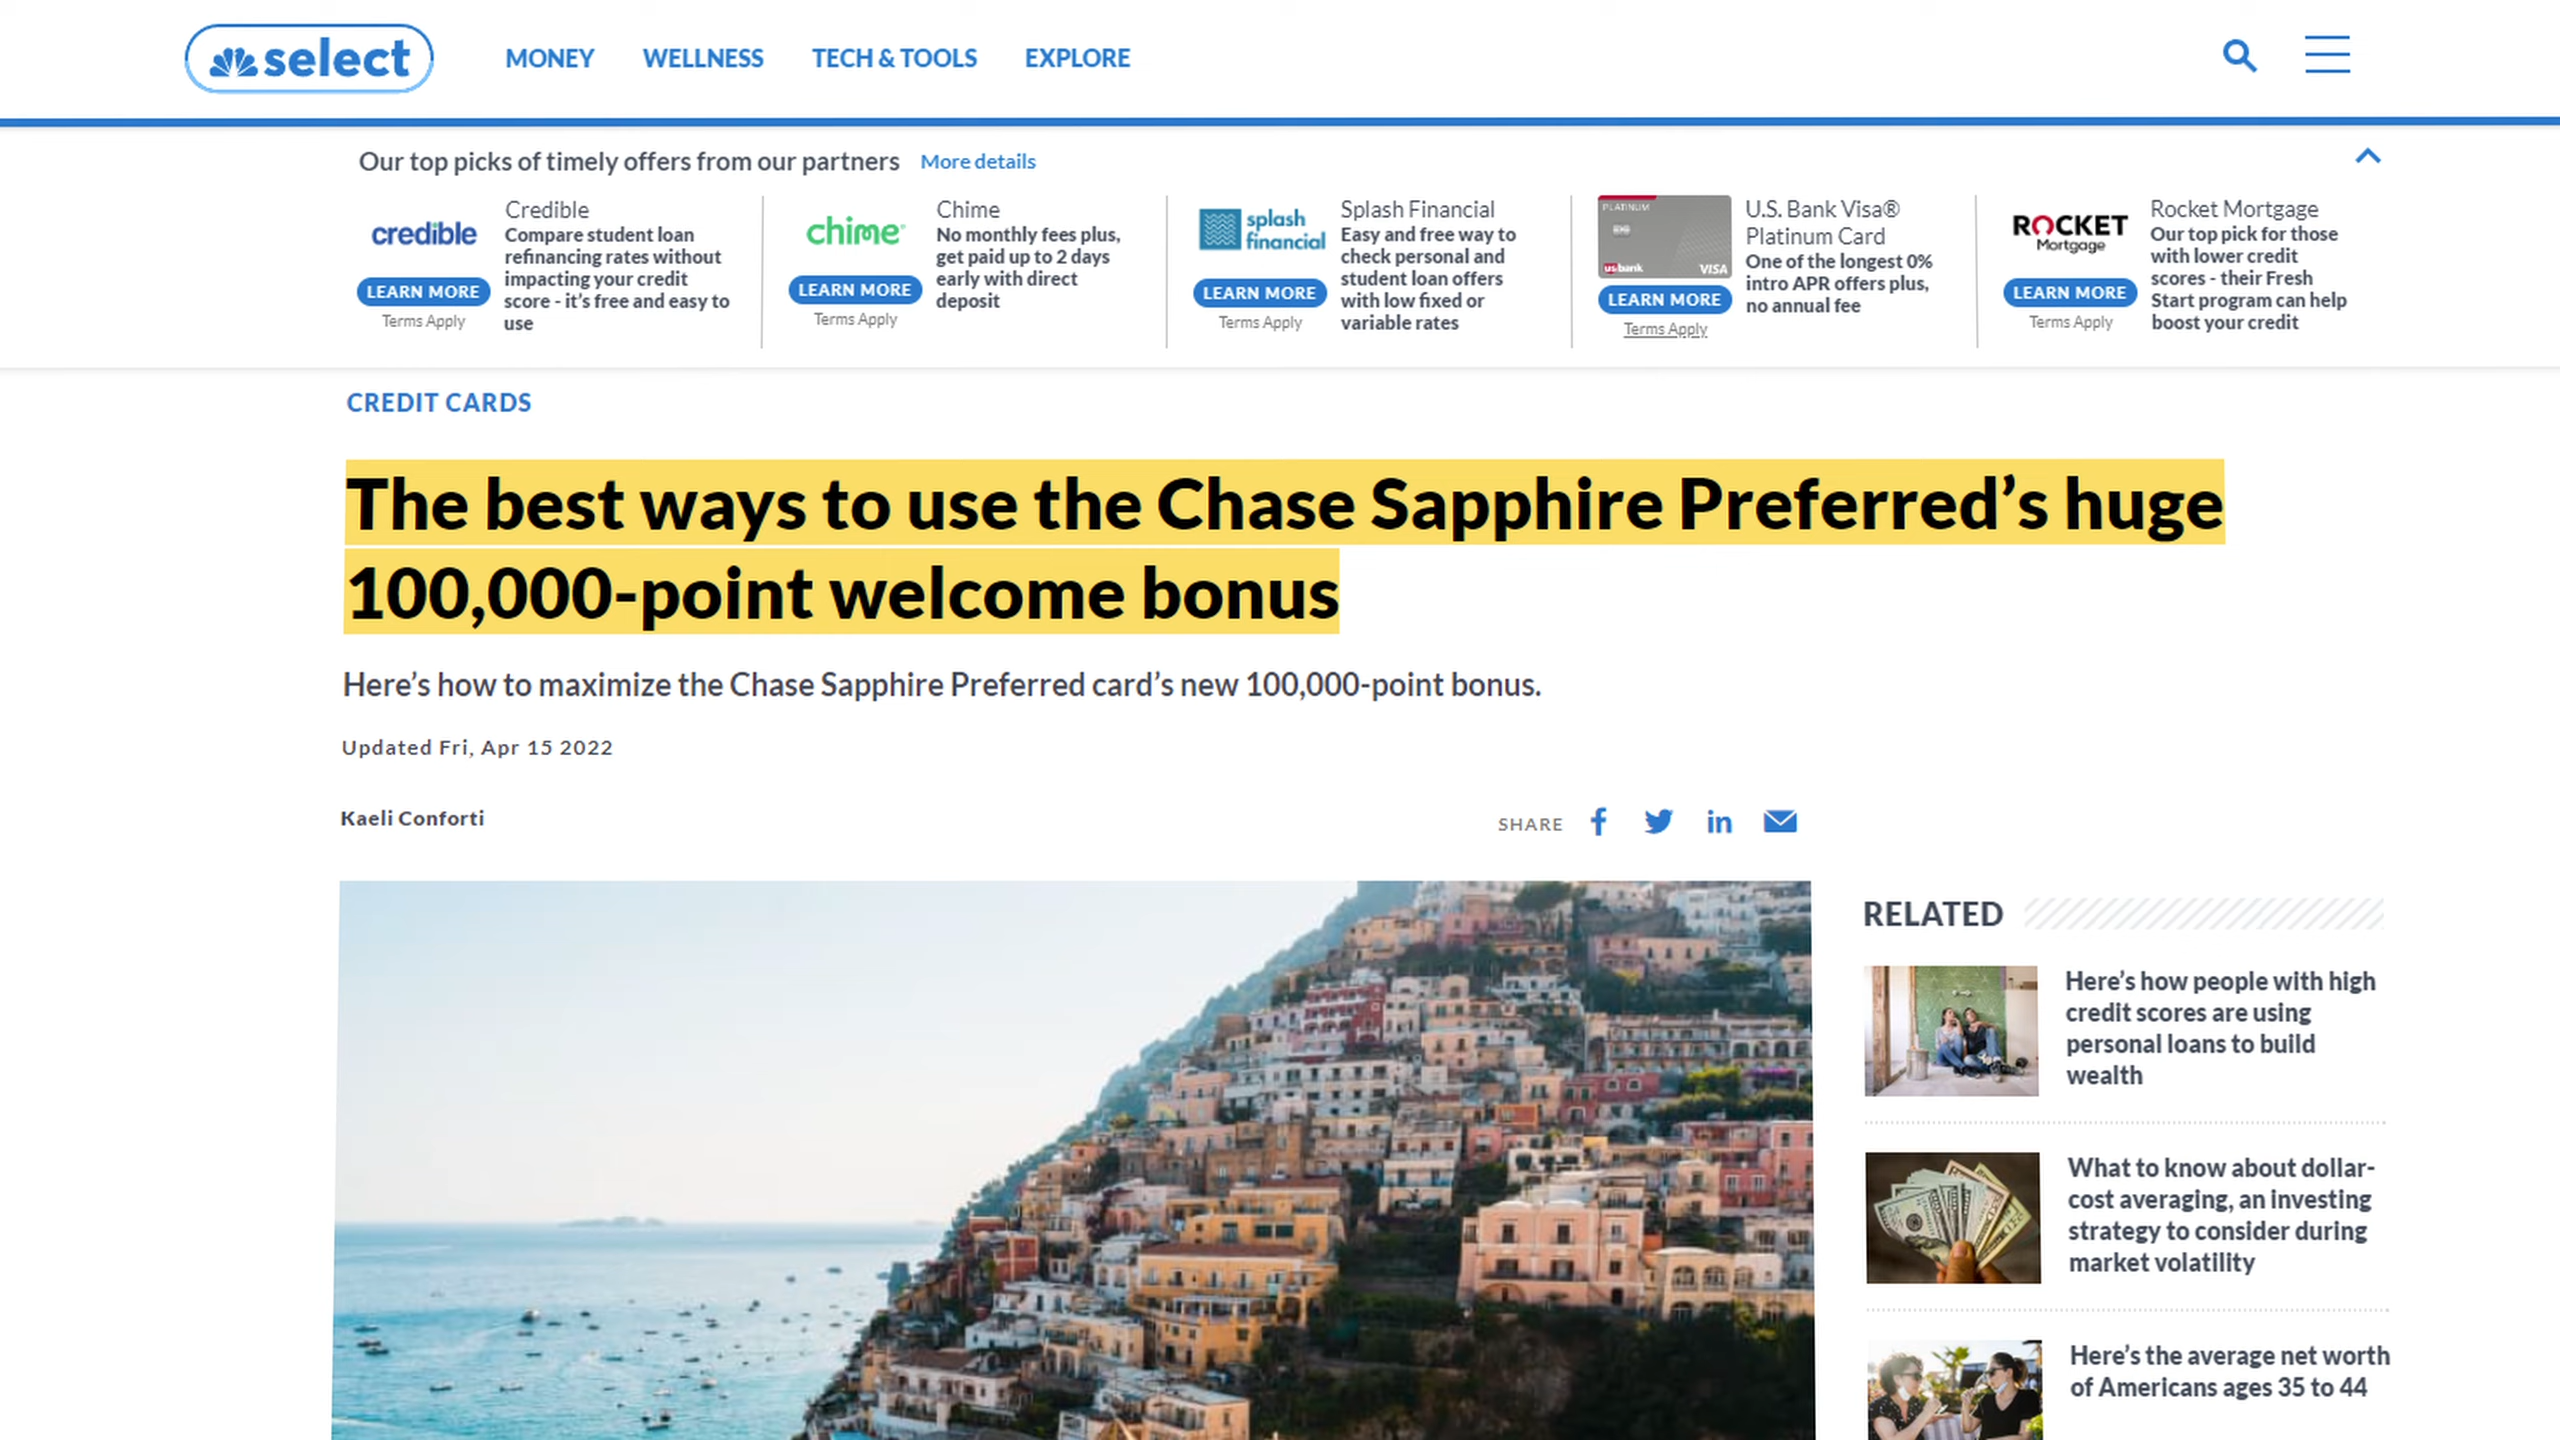 select
MONEY
WELLNESS
TECH & TOOLS
EXPLORE
Our top picks of timely offers from our partners
More details
credible
LEARN MORE
Terms Apply
Credible
Compare student loan
refinancing rates without
impacting your credit
score - it's free and easy to
use
chime
LEARN MORE
Terms Apply
Chime
No monthly fees plus,
get paid up to 2 days
early with direct
deposit
splash
financial
LEARN MORE
Terms Apply
Splash Financial
Easy and free way to
check personal and
student loan offers
with low fixed or
variable rates
PLATINUM
usbank
VISA
LEARN MORE
Terms Apply
U.S. Bank Visa®
Platinum Card
One of the longest 0%
intro APR offers plus,
no annual fee
ROCKET
Mortgage
LEARN MORE
Terms Apply
Rocket Mortgage
Our top pick for those
with lower credit
scores - their Fresh
Start program can help
boost your credit
CREDIT CARDS
The best ways to use the Chase Sapphire Preferred’s huge
100,000-point welcome bonus
Here’s how to maximize the Chase Sapphire Preferred card’s new 100,000-point bonus.
Updated Fri, Apr 15 2022
Kaeli Conforti
SHARE
RELATED
Here’s how people with high
credit scores are using
personal loans to build
wealth
What to know about dollar-
cost averaging, an investing
strategy to consider during
market volatility
Here’s the average net worth
of Americans ages 35 to 44